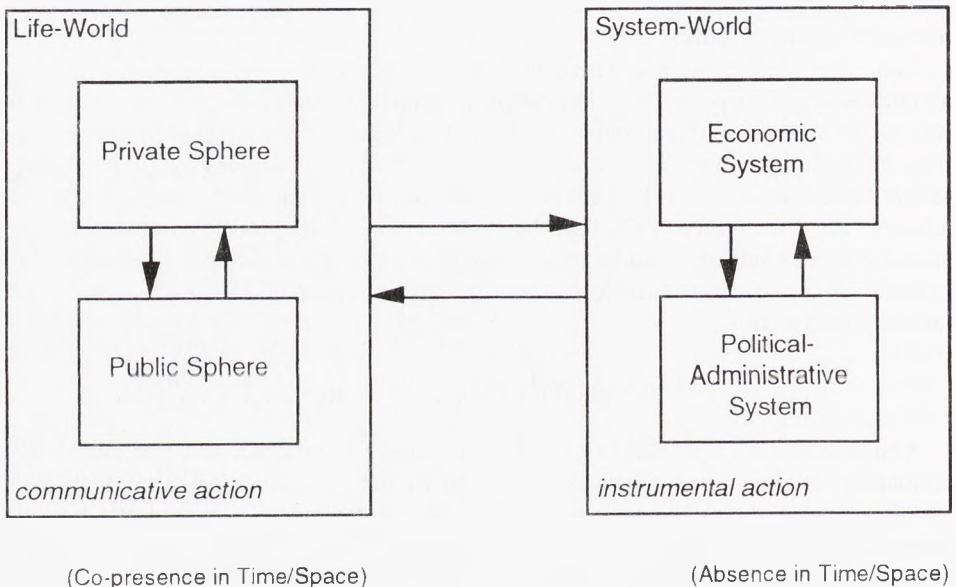 Life-World
Private Sphere
Public Sphere
communicative action
(Co-presence in Time/Space)
System-World
Economic
System
Political-
Administrative
System
instrumental action
(Absence in Time/Space)